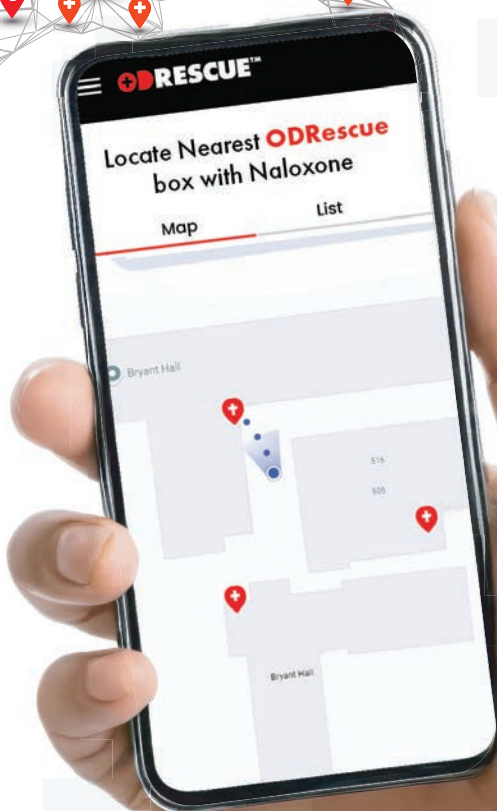 ODRESCUE™
Locate Nearest ODRescue
box with Naloxone
Map List
Bryant Hall
516
505
Bryant Hall